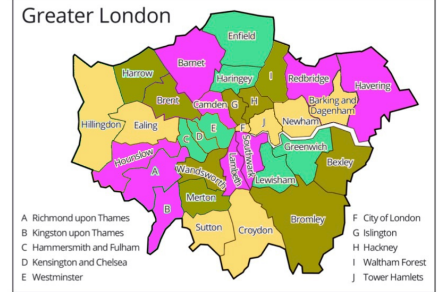 Greater London
Enfield
Barnet
Harrow
Haringey
I
Redbridge
Havering
Brent
Camden
G
H
Barking and
Dagenham
Hillingdon
Ealing
C
D
E
F
J
Newham
Hounslow
A
Wandsworth
Lambeth
Southwark
Greenwich
Lewisham
Bexley
B
Merton
Sutton
Croydon
Bromley
A Richmond upon Thames
B Kingston upon Thames
C Hammersmith and Fulham
D Kensington and Chelsea
E Westminster
F City of London
G Islington
H Hackney
I Waltham Forest
J Tower Hamlets